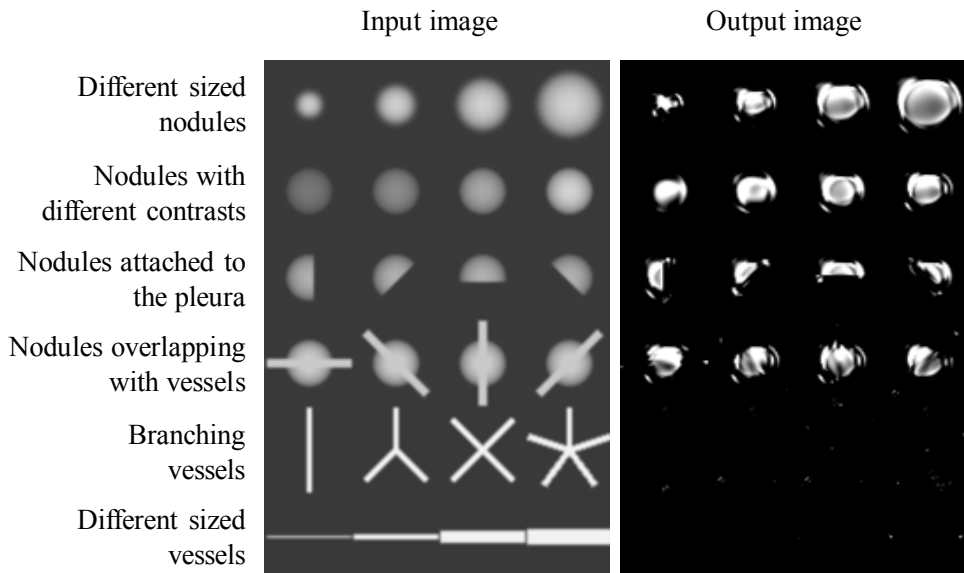 Input image
Output image
Different sized
nodules
Nodules with
different contrasts
Nodules attached to
the pleura
Nodules overlapping
with vessels
Branching
vessels
Different sized
vessels